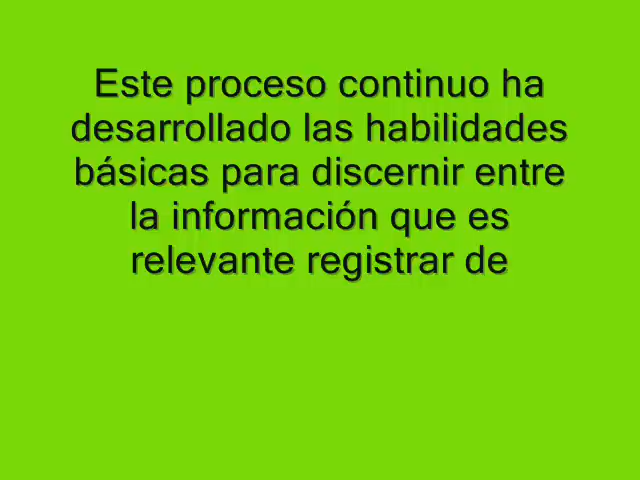 Este proceso continuo ha
desarrollado las habilidades
básicas para discernir entre
la información que es
relevante registrar de